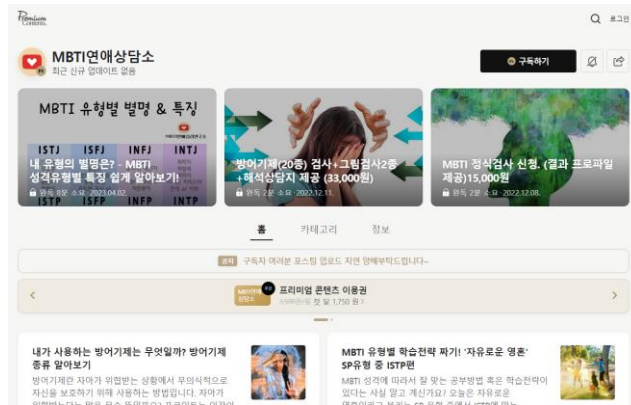 Premium
Contents.
로그인
MBTI연애상담소
최근 신규 업데이트 없음
구독하기
MBTI 유형별 별명 & 특징
ISTJ ISFJ INFJ INTJ
내 유형의 별명은? - MBTI
성격유형별 특징 쉽게 알아보기!
완독 8분 소요 · 2023.04.02.
ISTP ISFP INFP INTP
방어기제(20종) 검사+그림검사2종
+해석상담지 제공 (33,000원)
완독 2분 소요 · 2022.12.11.
MBTI 정식검사 신청. (결과 프로파일
제공)15,000원
완독 2분 소요 · 2022.12.08.
홈 카테고리 정보
공지 구독자 여러분 포스팅 업로드 지연 양해부탁드립니다~
MBTI연애
상담소
프리미엄 콘텐츠 이용권
첫 달 1,750 원
내가 사용하는 방어기제는 무엇일까? 방어기제
종류 알아보기
방어기제란 자아가 위협받는 상황에서 무의식적으로
자신을 보호하기 위해 사용하는 방법입니다. 자아가
MBTI 유형별 학습전략 짜기! '자유로운 영혼'
SP유형 중 ISTP편
MBTI 성격에 따라서 잘 맞는 공부방법 혹은 학습전략이
있다는 사실 알고 계신가요? 오늘은 자유로운